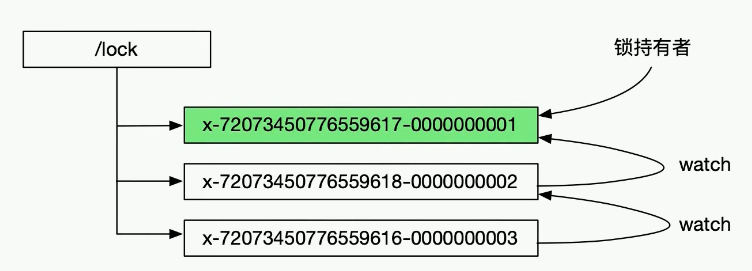 /lock
锁持有者
x-72073450776559617-0000000001
watch
x-72073450776559618-0000000002
watch
x-72073450776559616-0000000003